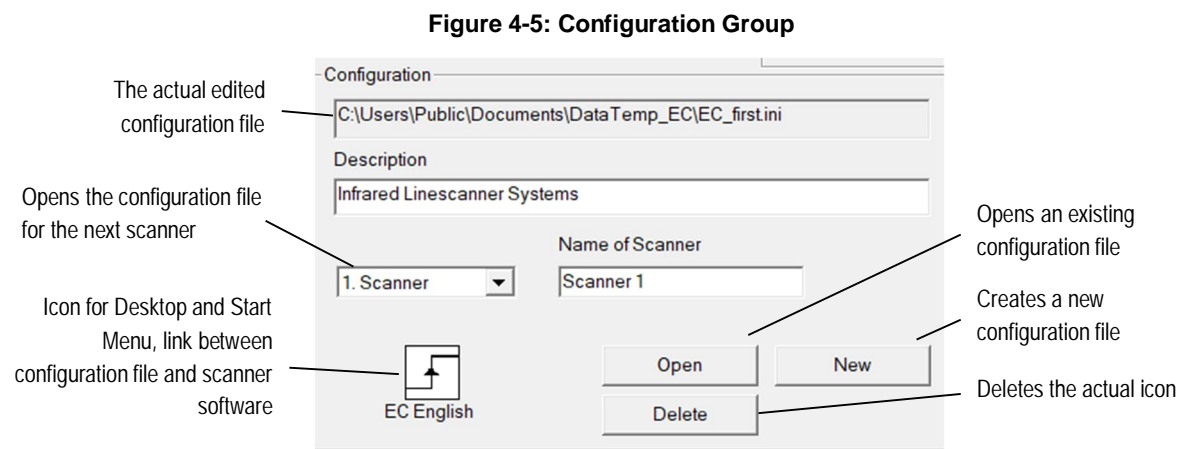 Figure 4-5: Configuration Group
Configuration
The actual edited
configuration file
C:\Users\Public\Documents\DataTemp_EC\EC_first.ini
Description
Infrared Linescanner Systems
Opens the configuration file
for the next scanner
Name of Scanner
1. Scanner
Scanner 1
Opens an existing
configuration file
Creates a new
configuration file
Icon for Desktop and Start
Menu, link between
configuration file and scanner
software
EC English
Open
New
Delete
Deletes the actual icon